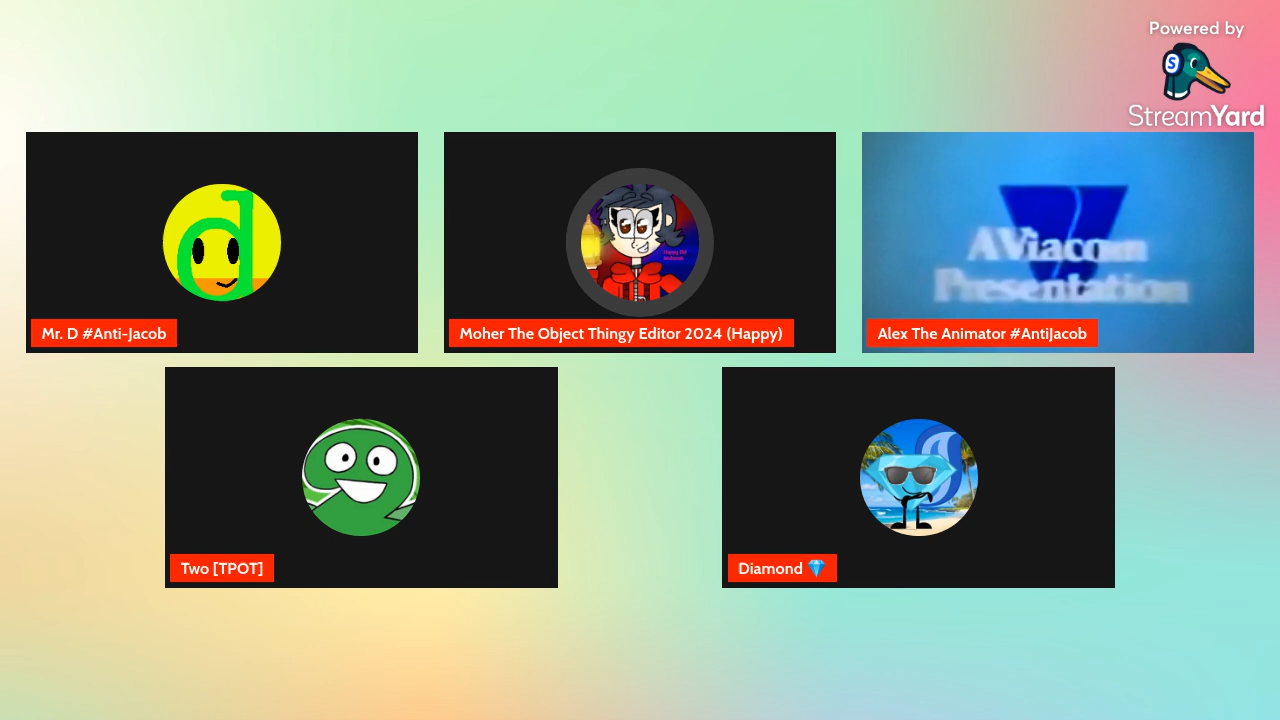 Powered by
S
StreamYard
A Viacom
Presentation
Mr. D #Anti-Jacob
Moher The Object Thingy Editor 2024 (Happy)
Alex The Animator #AntiJacob
Two [TPOT]
Diamond 💎